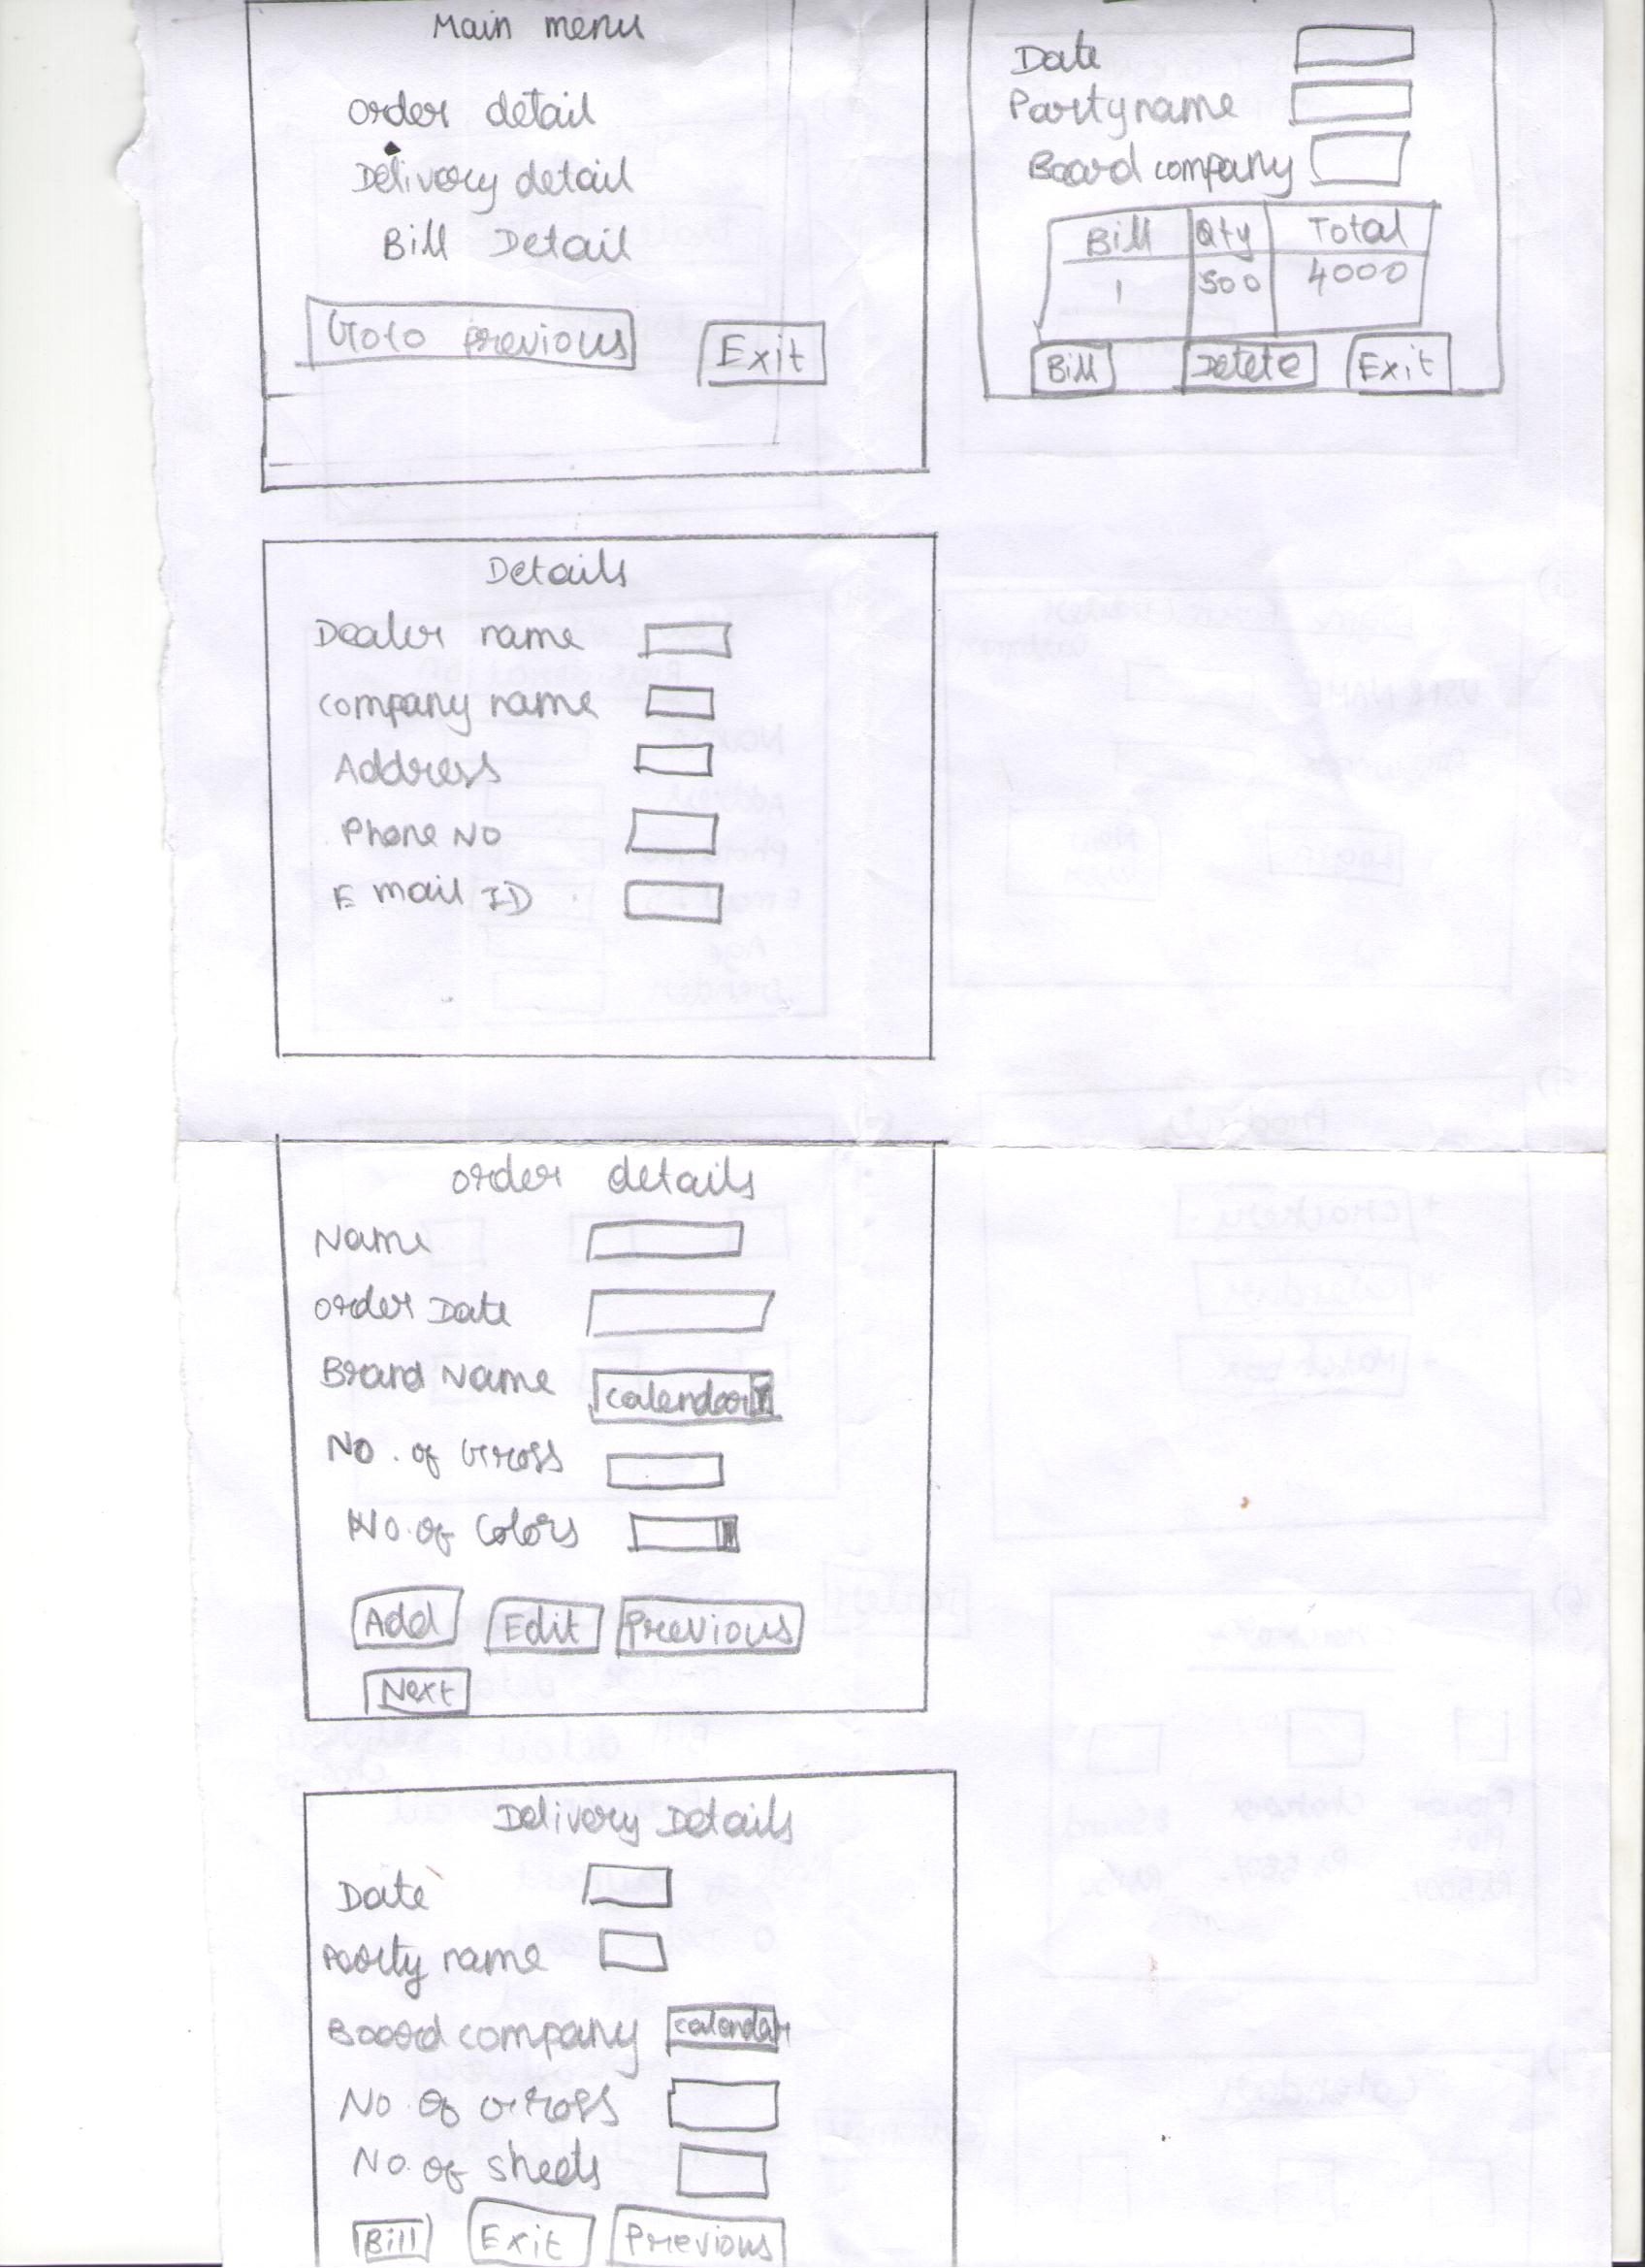 Main menu
Order detail
Delivery detail
Bill Detail
Goto previous
Exit
Date
Party name
Board company
Bill Qty Total
1 500 4000
Bill Delete Exit
Details
Dealer name
Company name
Address
Phone No
E mail ID
Order details
Name
Order Date
Brand Name calendar
No. of Gross
No. of Colors
Add Edit Previous
Next
Delivery Details
Date
Party name
Board company calendar
No. of Gross
No. of sheets
Bill Exit Previous